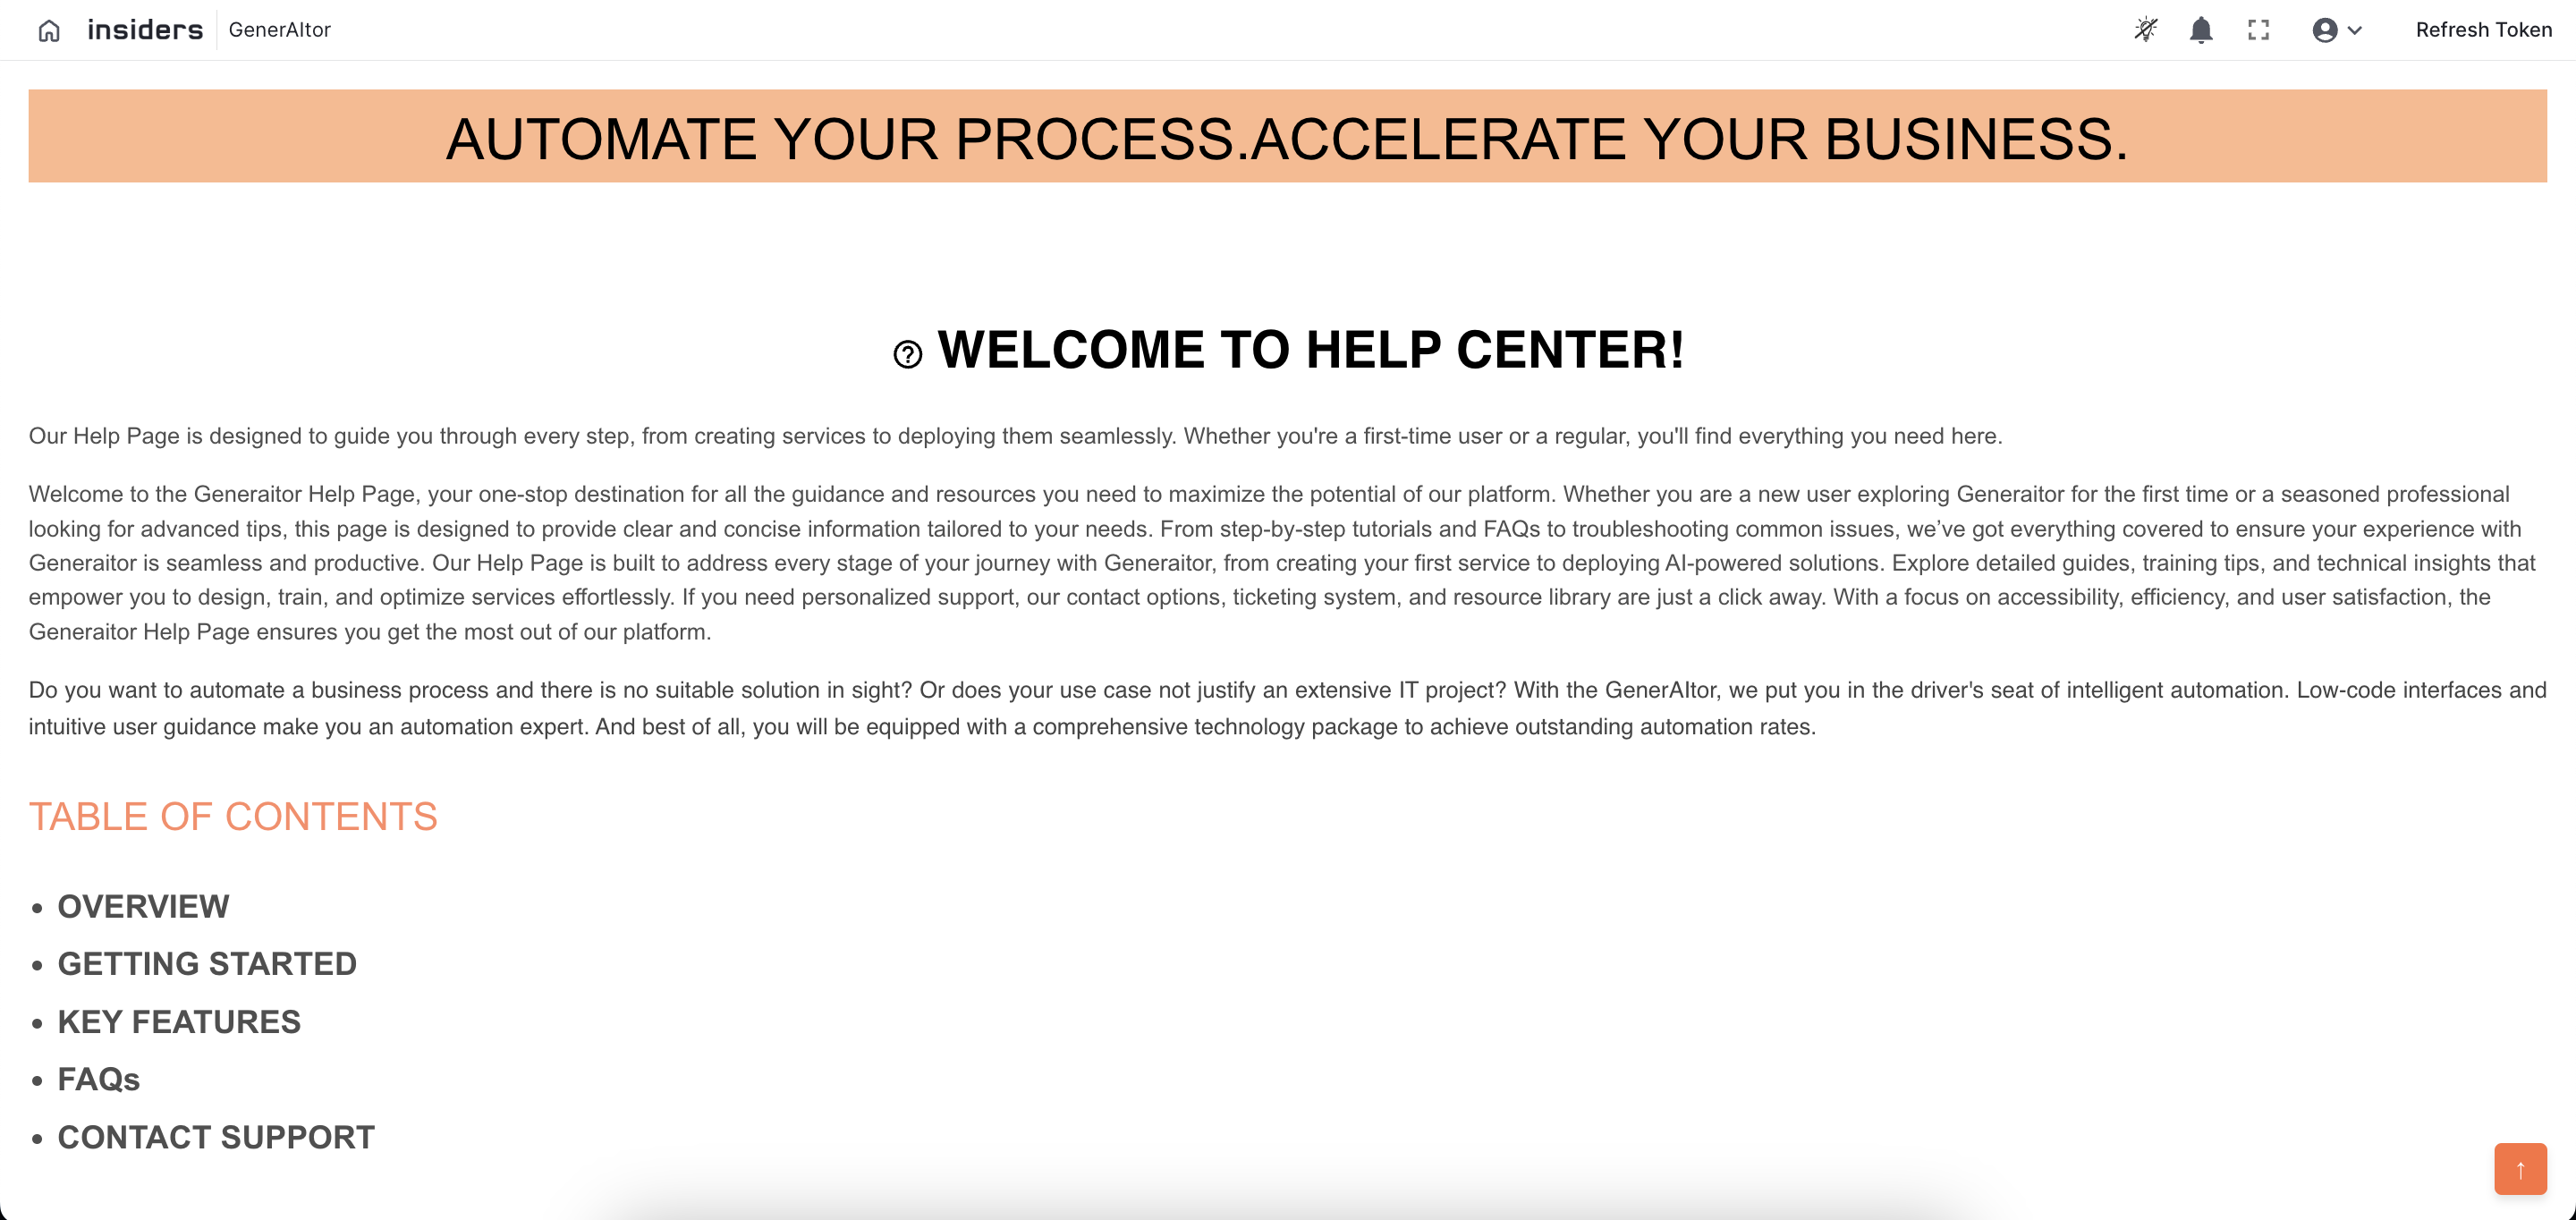 insiders GenerAItor Refresh Token
AUTOMATE YOUR PROCESS.ACCELERATE YOUR BUSINESS.
WELCOME TO HELP CENTER!
Our Help Page is designed to guide you through every step, from creating services to deploying them seamlessly. Whether you're a first-time user or a regular, you'll find everything you need here.
Welcome to the Generaitor Help Page, your one-stop destination for all the guidance and resources you need to maximize the potential of our platform. Whether you are a new user exploring Generaitor for the first time or a seasoned professional
looking for advanced tips, this page is designed to provide clear and concise information tailored to your needs. From step-by-step tutorials and FAQs to troubleshooting common issues, we’ve got everything covered to ensure your experience with
Generaitor is seamless and productive. Our Help Page is built to address every stage of your journey with Generaitor, from creating your first service to deploying AI-powered solutions. Explore detailed guides, training tips, and technical insights that
empower you to design, train, and optimize services effortlessly. If you need personalized support, our contact options, ticketing system, and resource library are just a click away. With a focus on accessibility, efficiency, and user satisfaction, the
Generaitor Help Page ensures you get the most out of our platform.
Do you want to automate a business process and there is no suitable solution in sight? Or does your use case not justify an extensive IT project? With the GenerAItor, we put you in the driver's seat of intelligent automation. Low-code interfaces and
intuitive user guidance make you an automation expert. And best of all, you will be equipped with a comprehensive technology package to achieve outstanding automation rates.
TABLE OF CONTENTS
• OVERVIEW
• GETTING STARTED
• KEY FEATURES
• FAQs
• CONTACT SUPPORT
↑